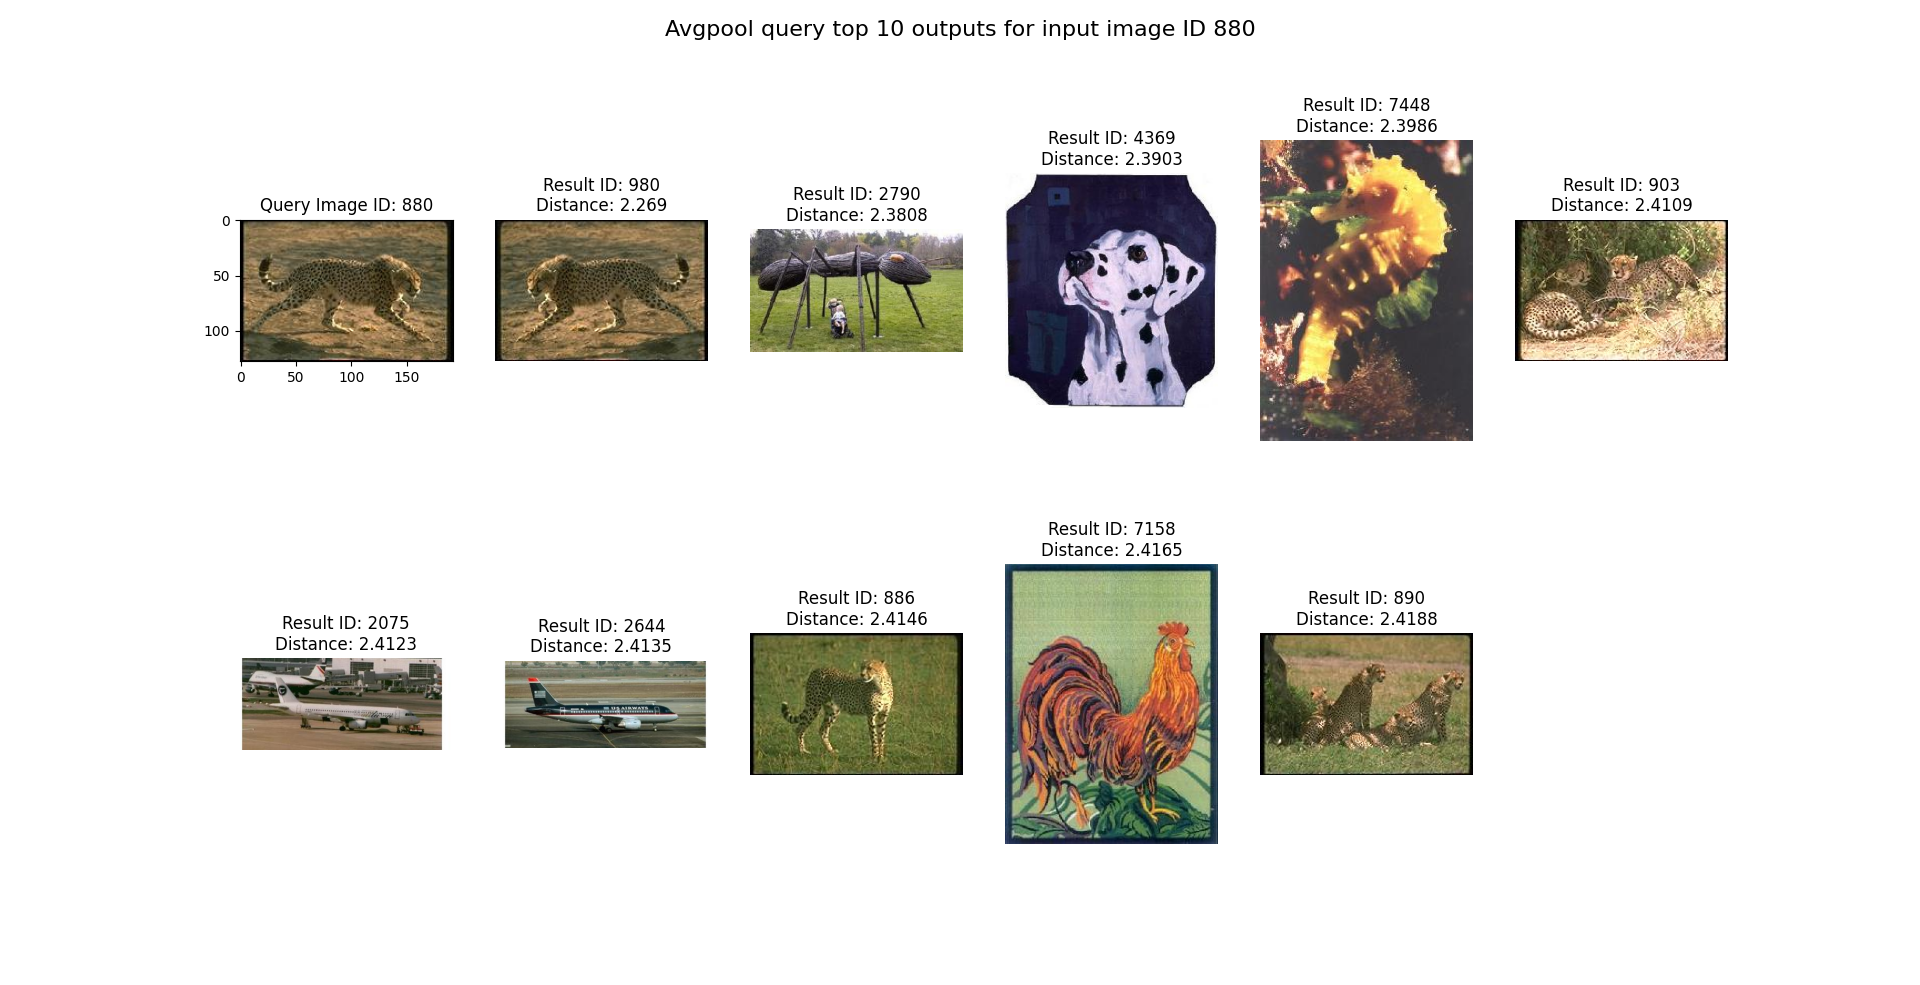 Avgpool query top 10 outputs for input image ID 880
Query Image ID: 880
0
50
100
0
50
100
150
Result ID: 980
Distance: 2.269
Result ID: 2790
Distance: 2.3808
Result ID: 4369
Distance: 2.3903
Result ID: 7448
Distance: 2.3986
Result ID: 903
Distance: 2.4109
Result ID: 2075
Distance: 2.4123
Result ID: 2644
Distance: 2.4135
U.S AIRWAYS
Result ID: 886
Distance: 2.4146
Result ID: 7158
Distance: 2.4165
Result ID: 890
Distance: 2.4188